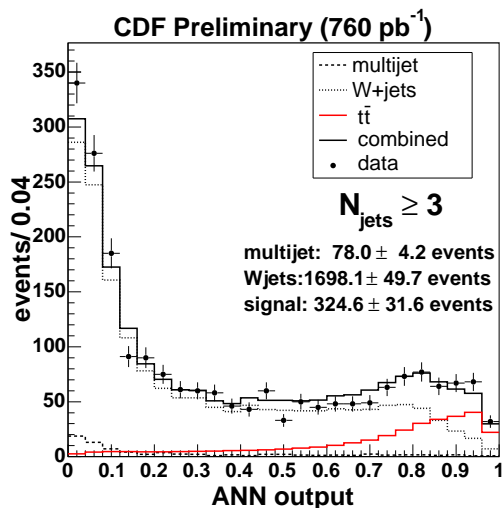 CDF Preliminary (760 pb⁻¹)
multijet
W+jets
tt̄
combined
data
N_jets ≥ 3
multijet: 78.0 ± 4.2 events
Wjets:1698.1 ± 49.7 events
signal: 324.6 ± 31.6 events
events/ 0.04
350
300
250
200
150
100
50
0
0 0.1 0.2 0.3 0.4 0.5 0.6 0.7 0.8 0.9 1
ANN output